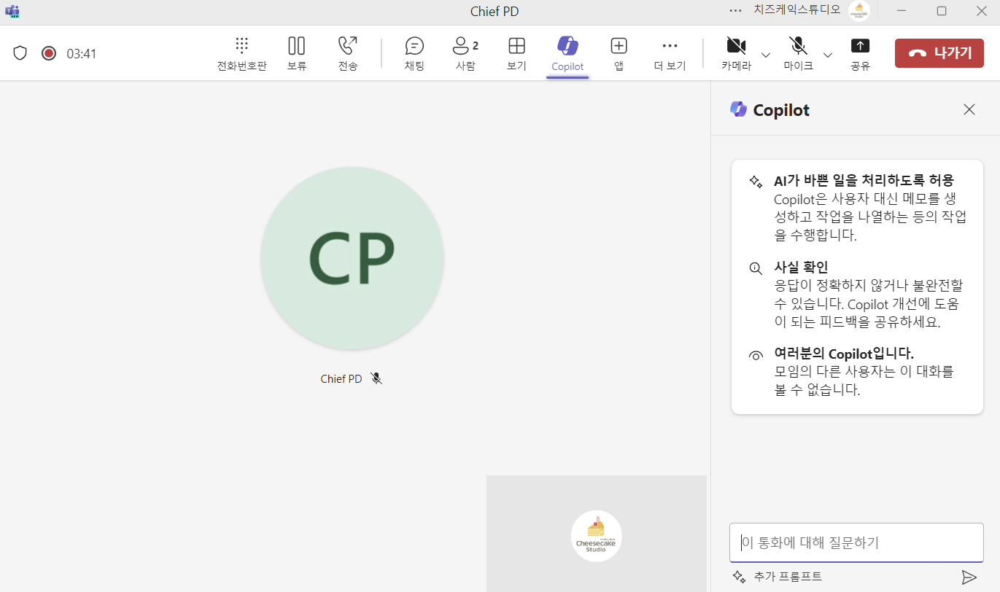 Chief PD
치즈케익스튜디오
03:41
전화번호판
보류
전송
채팅
2
사람
보기
Copilot
앱
더 보기
카메라
마이크
공유
나가기
Copilot
AI가 바쁜 일을 처리하도록 허용
Copilot은 사용자 대신 메모를 생
성하고 작업을 나열하는 등의 작업
을 수행합니다.
사실 확인
응답이 정확하지 않거나 불완전할
수 있습니다. Copilot 개선에 도움
이 되는 피드백을 공유하세요.
여러분의 Copilot입니다.
모임의 다른 사용자는 이 대화를
볼 수 없습니다.
CP
Chief PD
Cheesecake
Studio
이 통화에 대해 질문하기
추가 프롬프트